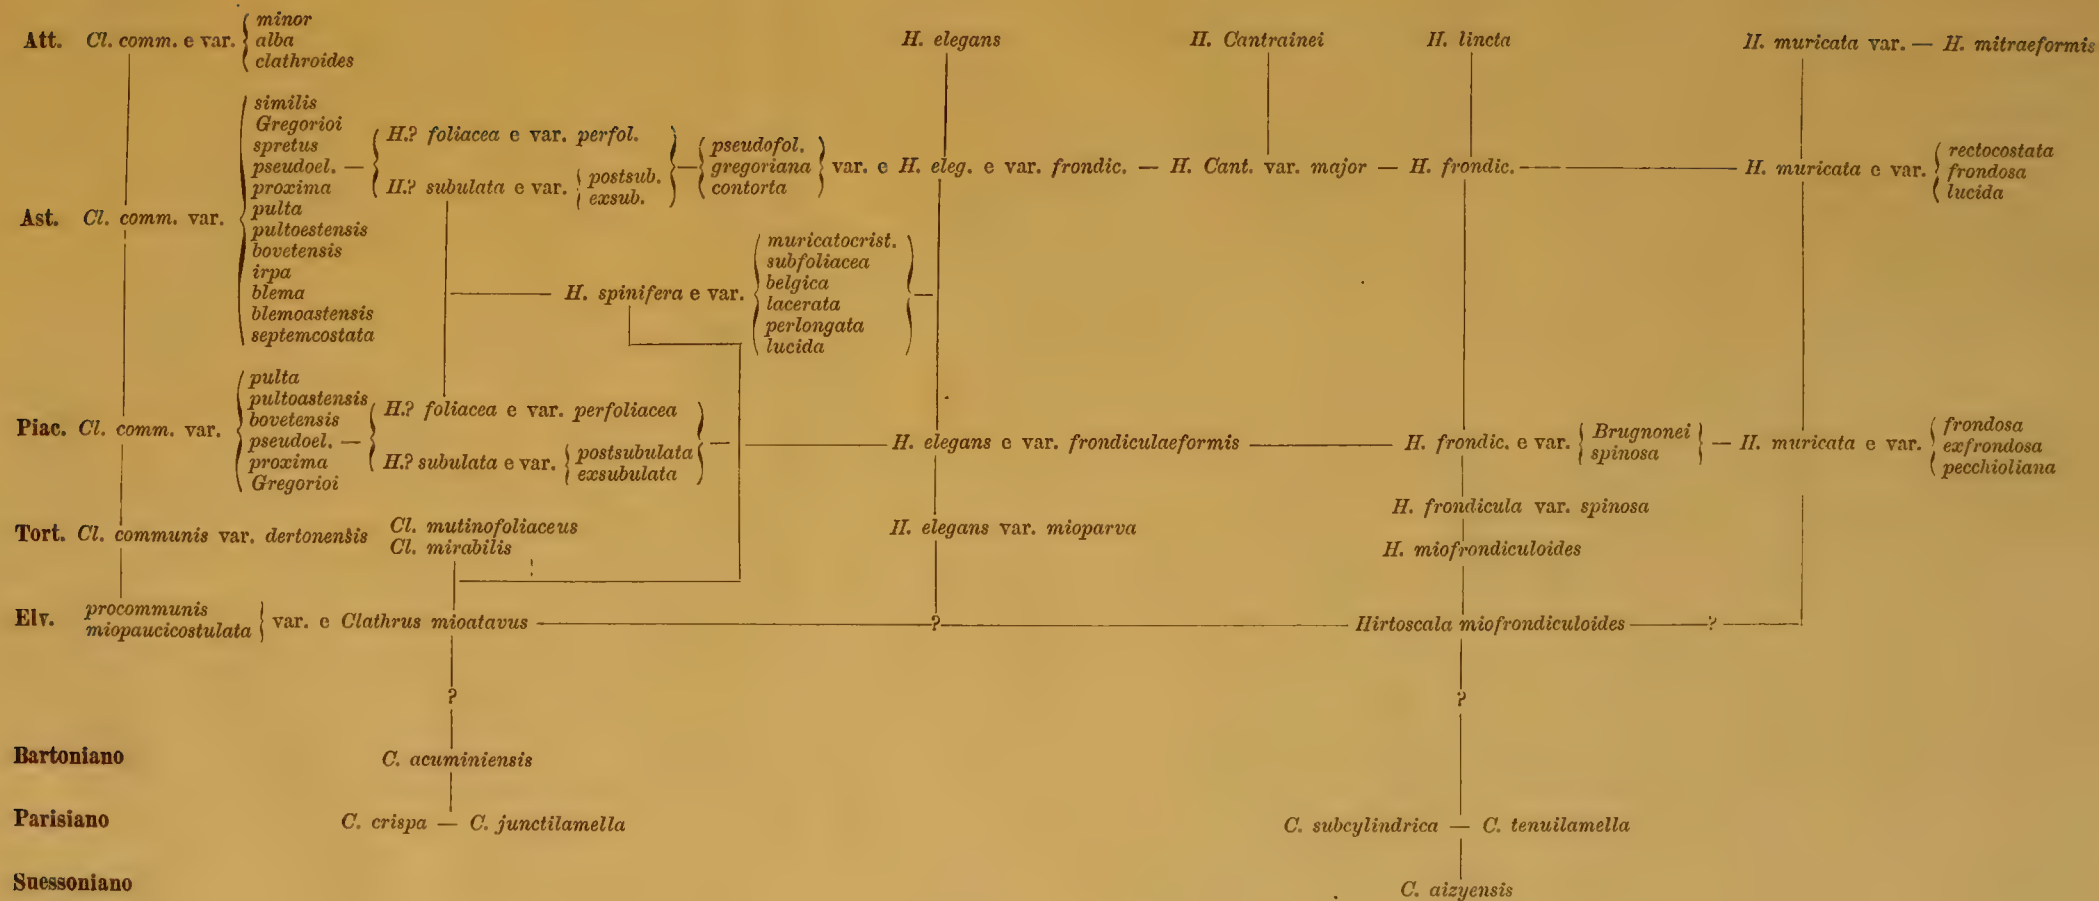 Att. Cl. comm. e var. minor alba clathroides H. elegans H. Cantrainei H. lincta H. muricata var. — H. mitraeformis
Ast. Cl. comm. var.
similis
Gregorioi
spretus
pseudoel. —
proxima
pulta
pultoestensis
bovetensis
irpa
blema
blemoastensis
septemcostata
H.? foliacea e var. perfol.
H.? subulata e var. postsub. exsub.
— pseudofol. gregoriana contorta var. e H. eleg. e var. frondic. — H. Cant. var. major — H. frondic. — H. muricata e var. rectocostata frondosa lucida
H. spinifera e var.
muricatocrist.
subfoliacea
belgica
lacerata
perlongata
lucida
Piac. Cl. comm. var.
pulta
pultoastensis
bovetensis
pseudoel. —
proxima
Gregorioi
H.? foliacea e var. perfoliacea
H.? subulata e var. postsubulata exsubulata
— H. elegans e var. frondiculaeformis — H. frondic. e var. Brugnonei spinosa — H. muricata e var. frondosa exfrondosa pecchioliana
H. frondicula var. spinosa
Tort. Cl. communis var. dertonensis Cl. mutinofoliaceus Cl. mirabilis H. elegans var. mioparva
H. miofrondiculoides
Elv. procommunis miopaucicostulata var. e Clathrus mioatavus — ? — Hirtoscala miofrondiculoides — ? —
? ?
Bartoniano C. acuminiensis
Parisiano C. crispa — C. junctilamella C. subcylindrica — C. tenuilamella
Suessoniano C. aizyensis